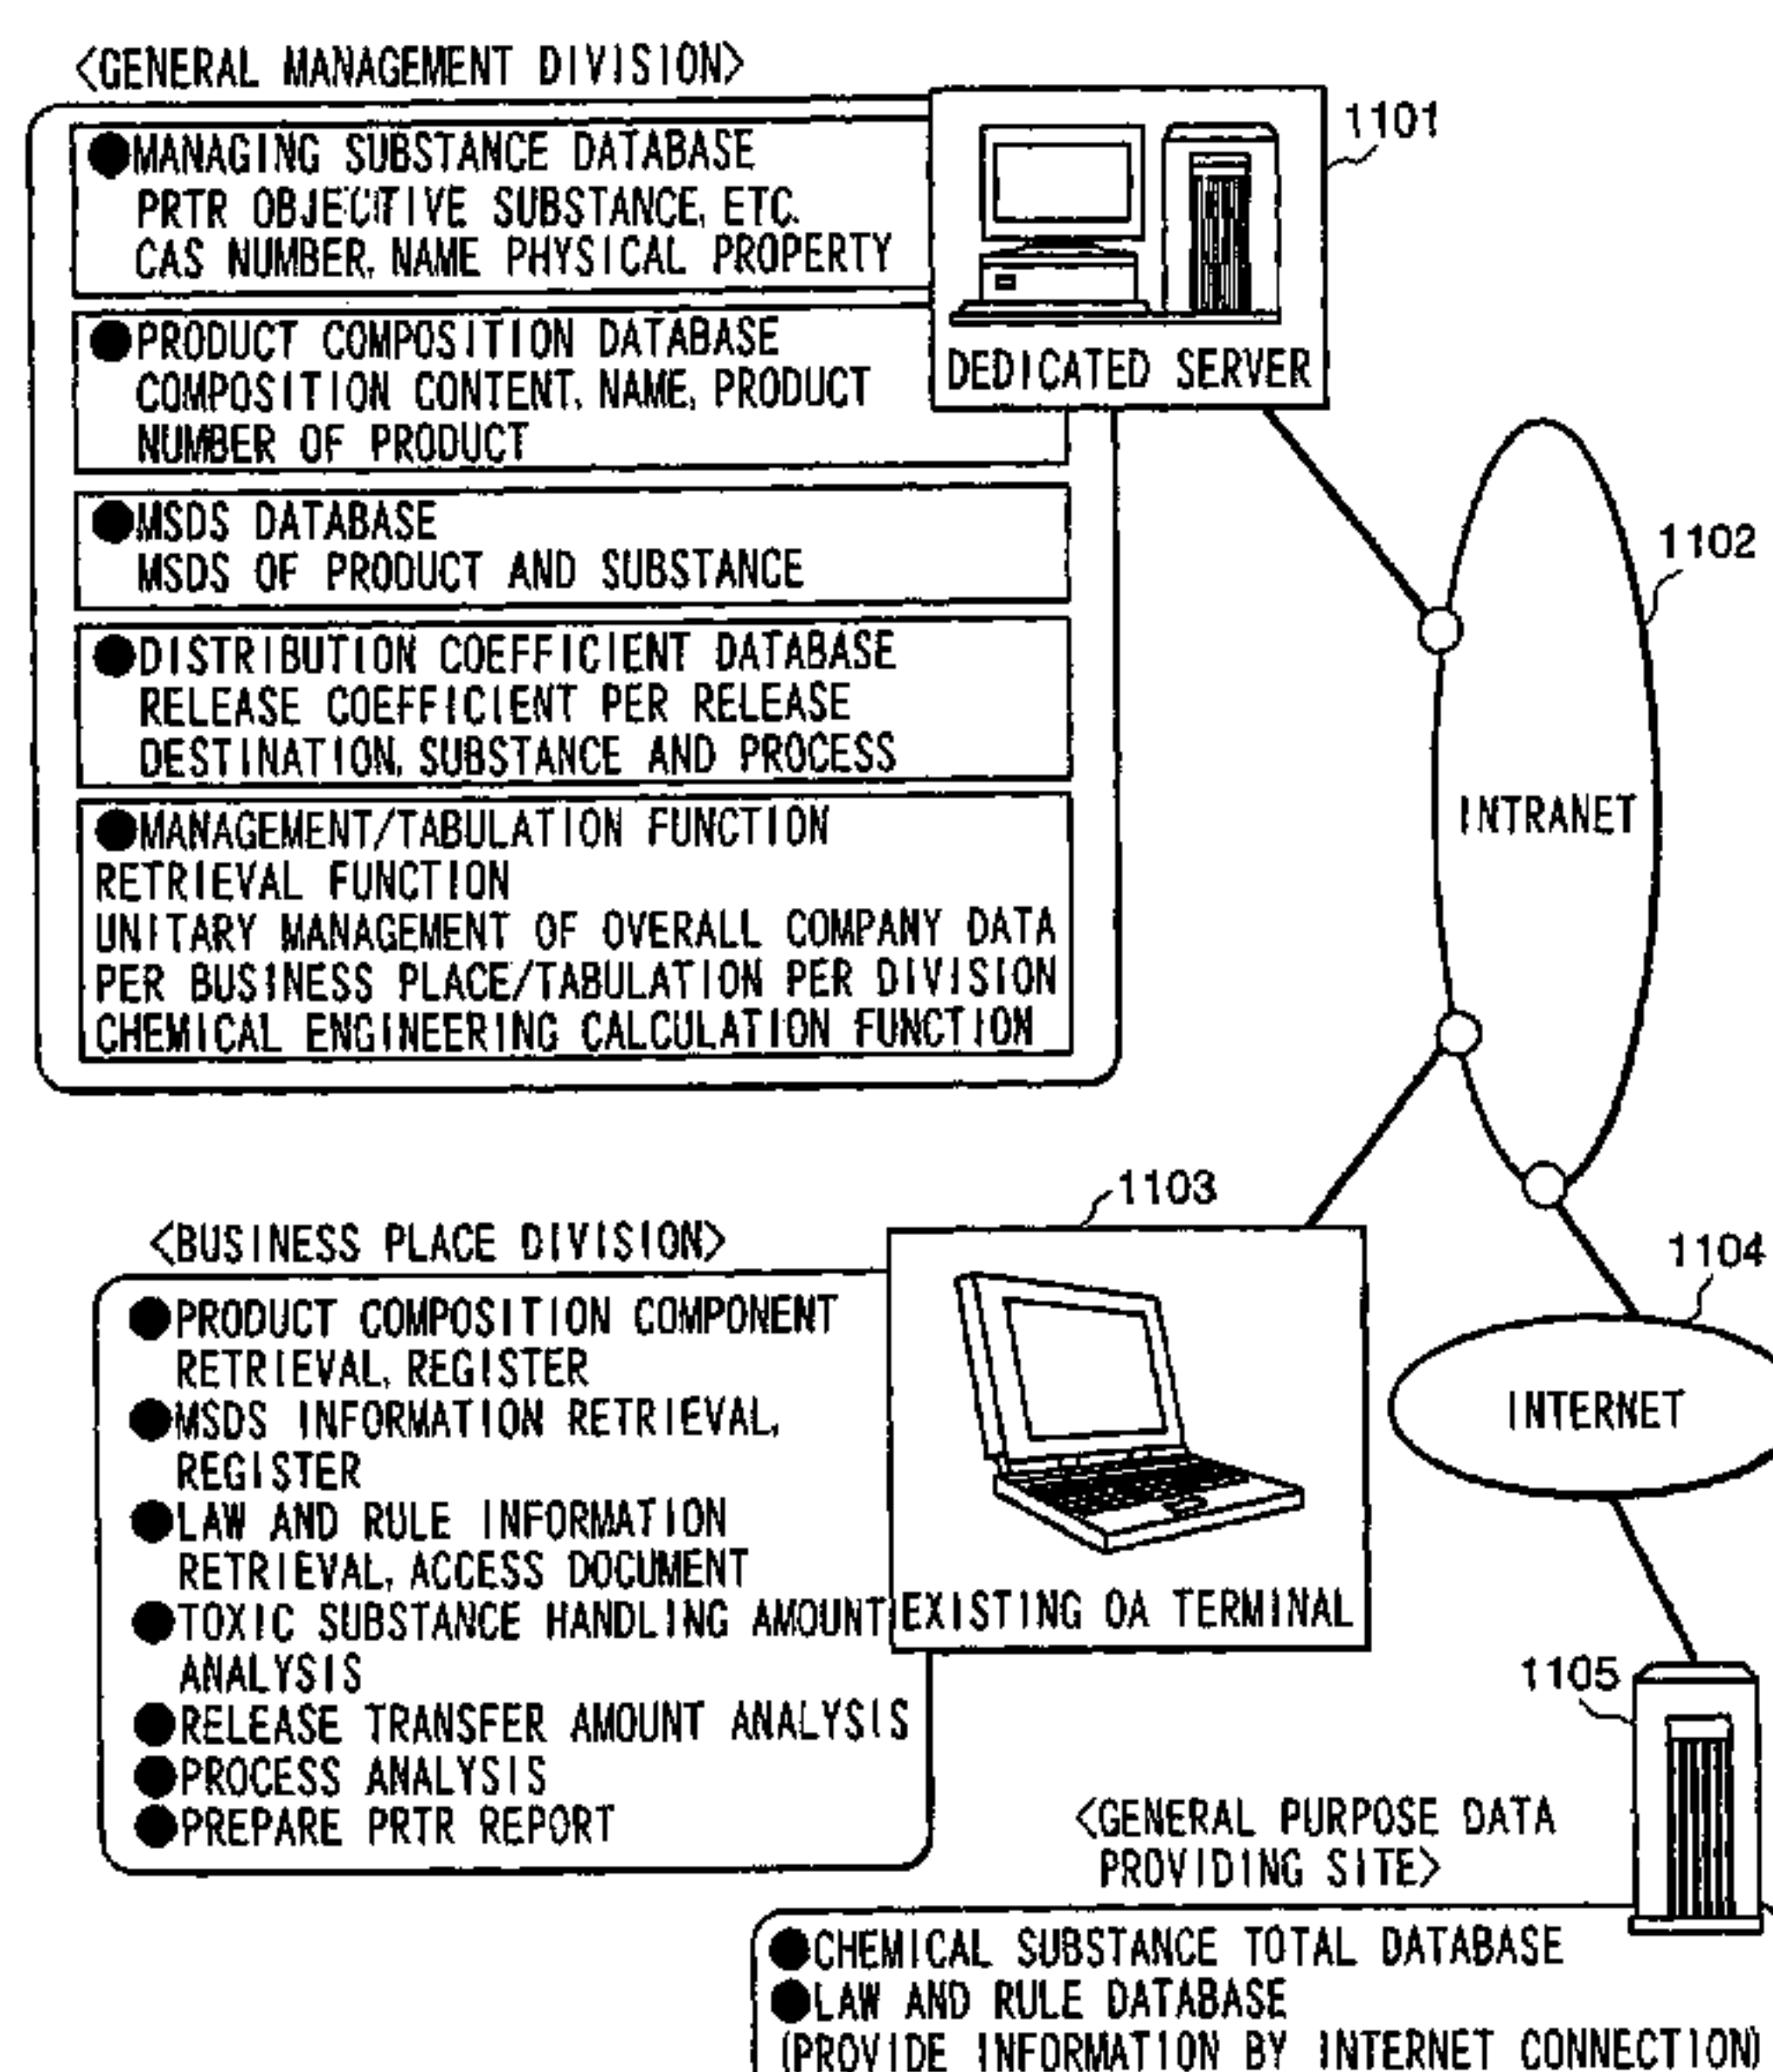 <GENERAL MANAGEMENT DIVISION>
●MANAGING SUBSTANCE DATABASE
PRTR OBJECTIVE SUBSTANCE, ETC.
CAS NUMBER, NAME PHYSICAL PROPERTY
●PRODUCT COMPOSITION DATABASE
COMPOSITION CONTENT, NAME, PRODUCT
NUMBER OF PRODUCT
●MSDS DATABASE
MSDS OF PRODUCT AND SUBSTANCE
●DISTRIBUTION COEFFICIENT DATABASE
RELEASE COEFFICIENT PER RELEASE
DESTINATION, SUBSTANCE AND PROCESS
●MANAGEMENT/TABULATION FUNCTION
RETRIEVAL FUNCTION
UNITARY MANAGEMENT OF OVERALL COMPANY DATA
PER BUSINESS PLACE/TABULATION PER DIVISION
CHEMICAL ENGINEERING CALCULATION FUNCTION
DEDICATED SERVER
1101
1102
INTRANET
<BUSINESS PLACE DIVISION>
●PRODUCT COMPOSITION COMPONENT
RETRIEVAL, REGISTER
●MSDS INFORMATION RETRIEVAL,
REGISTER
●LAW AND RULE INFORMATION
RETRIEVAL, ACCESS DOCUMENT
●TOXIC SUBSTANCE HANDLING AMOUNT
ANALYSIS
●RELEASE TRANSFER AMOUNT ANALYSIS
●PROCESS ANALYSIS
●PREPARE PRTR REPORT
1103
EXISTING OA TERMINAL
1104
INTERNET
1105
<GENERAL PURPOSE DATA
PROVIDING SITE>
●CHEMICAL SUBSTANCE TOTAL DATABASE
●LAW AND RULE DATABASE
(PROVIDE INFORMATION BY INTERNET CONNECTION)